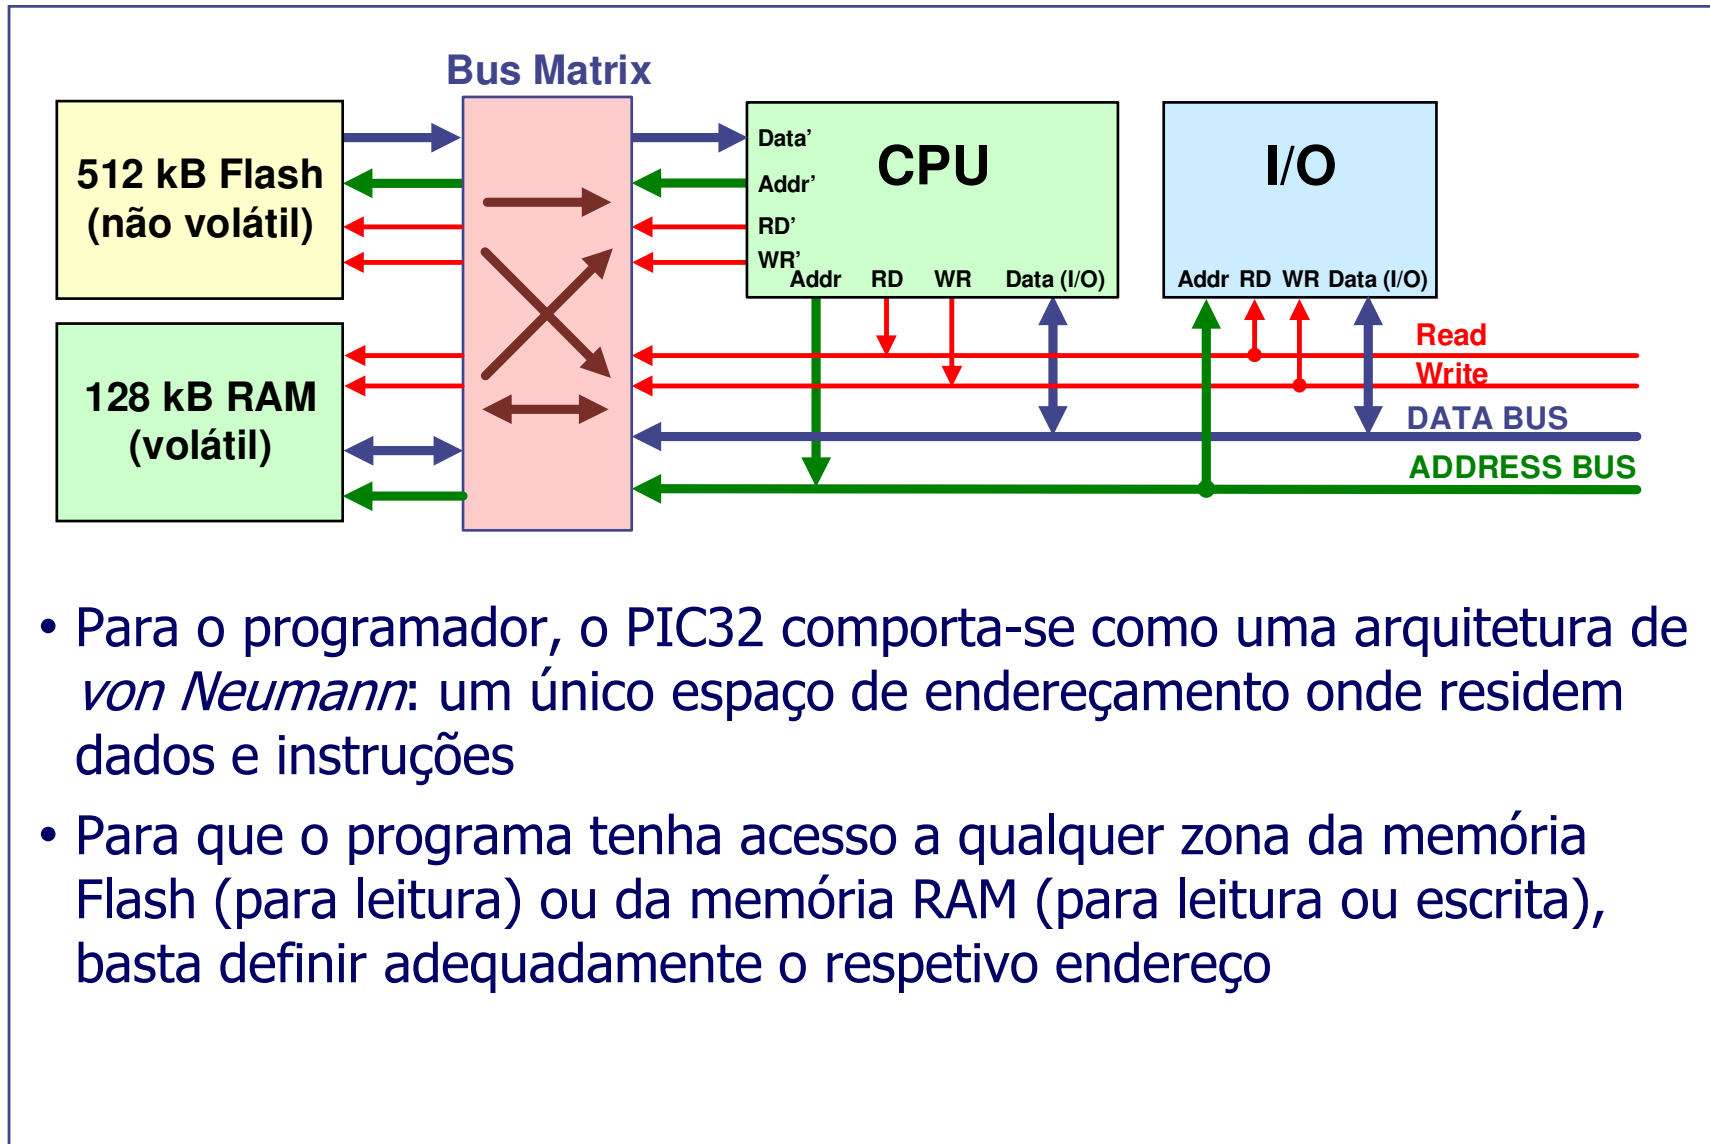 Bus Matrix
512 kB Flash
(não volátil)
128 kB RAM
(volátil)
Data’
Addr’
RD’
WR’
CPU
Addr RD WR Data (I/O)
I/O
Addr RD WR Data (I/O)
Read
Write
DATA BUS
ADDRESS BUS
• Para o programador, o PIC32 comporta-se como uma arquitetura de
von Neumann: um único espaço de endereçamento onde residem
dados e instruções
• Para que o programa tenha acesso a qualquer zona da memória
Flash (para leitura) ou da memória RAM (para leitura ou escrita),
basta definir adequadamente o respetivo endereço